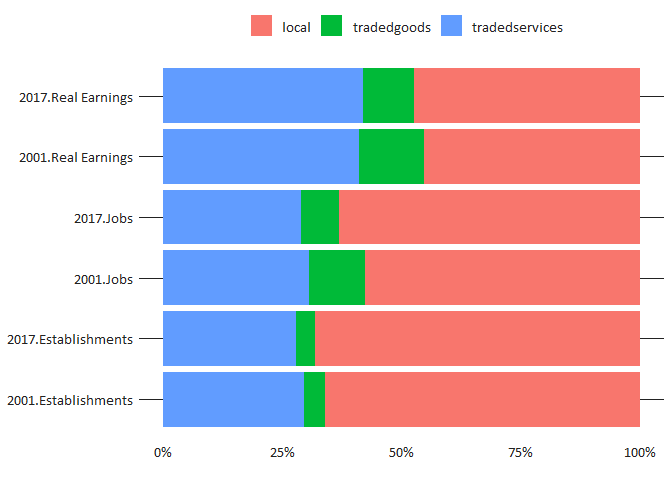 local tradedgoods tradedservices
2017.Real Earnings
2001.Real Earnings
2017.Jobs
2001.Jobs
2017.Establishments
2001.Establishments
0% 25% 50% 75% 100%